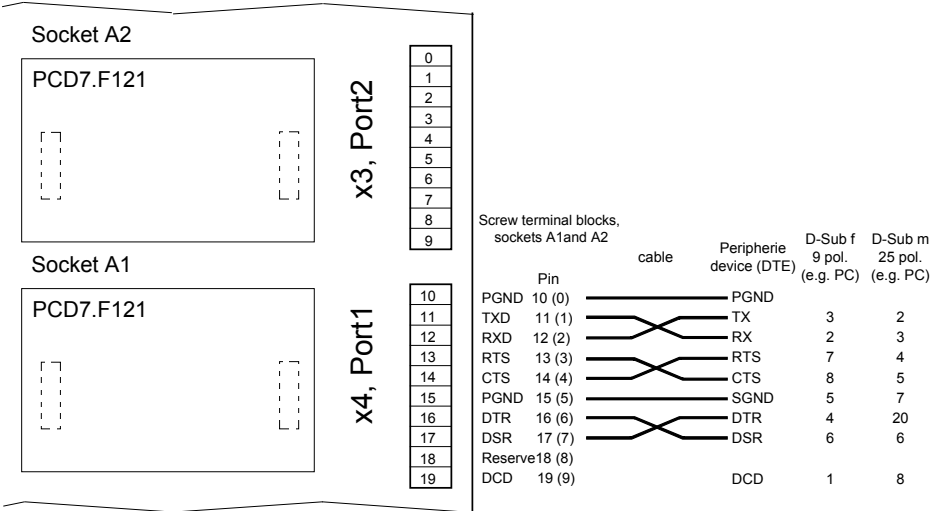 Socket A2
PCD7.F121
x3, Port2
0
1
2
3
4
5
6
7
8
9
Socket A1
PCD7.F121
x4, Port1
10
11
12
13
14
15
16
17
18
19
Screw terminal blocks,
sockets A1and A2
cable
Peripherie
device (DTE)
D-Sub f
9 pol.
(e.g. PC)
D-Sub m
25 pol.
(e.g. PC)
Pin
PGND 10 (0) PGND
TXD 11 (1) TX 3 2
RXD 12 (2) RX 2 3
RTS 13 (3) RTS 7 4
CTS 14 (4) CTS 8 5
PGND 15 (5) SGND 5 7
DTR 16 (6) DTR 4 20
DSR 17 (7) DSR 6 6
Reserve18 (8)
DCD 19 (9) DCD 1 8